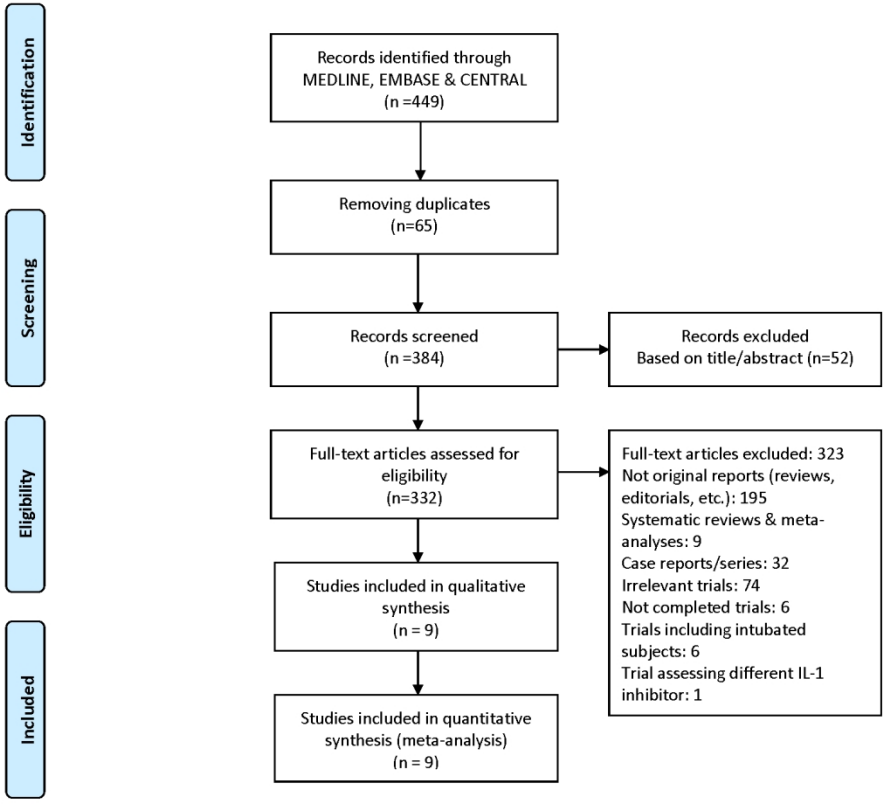 Identification
Records identified through
MEDLINE, EMBASE & CENTRAL
(n =449)
Removing duplicates
(n=65)
Screening
Records screened
(n =384)
Records excluded
Based on title/abstract (n=52)
Eligibility
Full-text articles assessed for
eligibility
(n=332)
Full-text articles excluded: 323
Not original reports (reviews,
editorials, etc.): 195
Systematic reviews & meta-
analyses: 9
Case reports/series: 32
Irrelevant trials: 74
Not completed trials: 6
Trials including intubated
subjects: 6
Trial assessing different IL-1
inhibitor: 1
Studies included in qualitative
synthesis
(n = 9)
Included
Studies included in quantitative
synthesis (meta-analysis)
(n = 9)